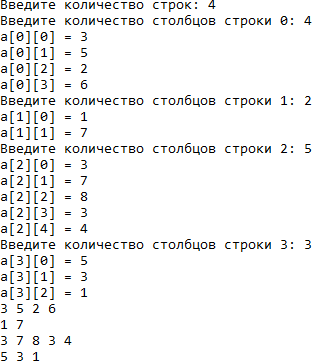 Введите количество строк: 4
Введите количество столбцов строки 0: 4
a[0][0] = 3
a[0][1] = 5
a[0][2] = 2
a[0][3] = 6
Введите количество столбцов строки 1: 2
a[1][0] = 1
a[1][1] = 7
Введите количество столбцов строки 2: 5
a[2][0] = 3
a[2][1] = 7
a[2][2] = 8
a[2][3] = 3
a[2][4] = 4
Введите количество столбцов строки 3: 3
a[3][0] = 5
a[3][1] = 3
a[3][2] = 1
3 5 2 6
1 7
3 7 8 3 4
5 3 1